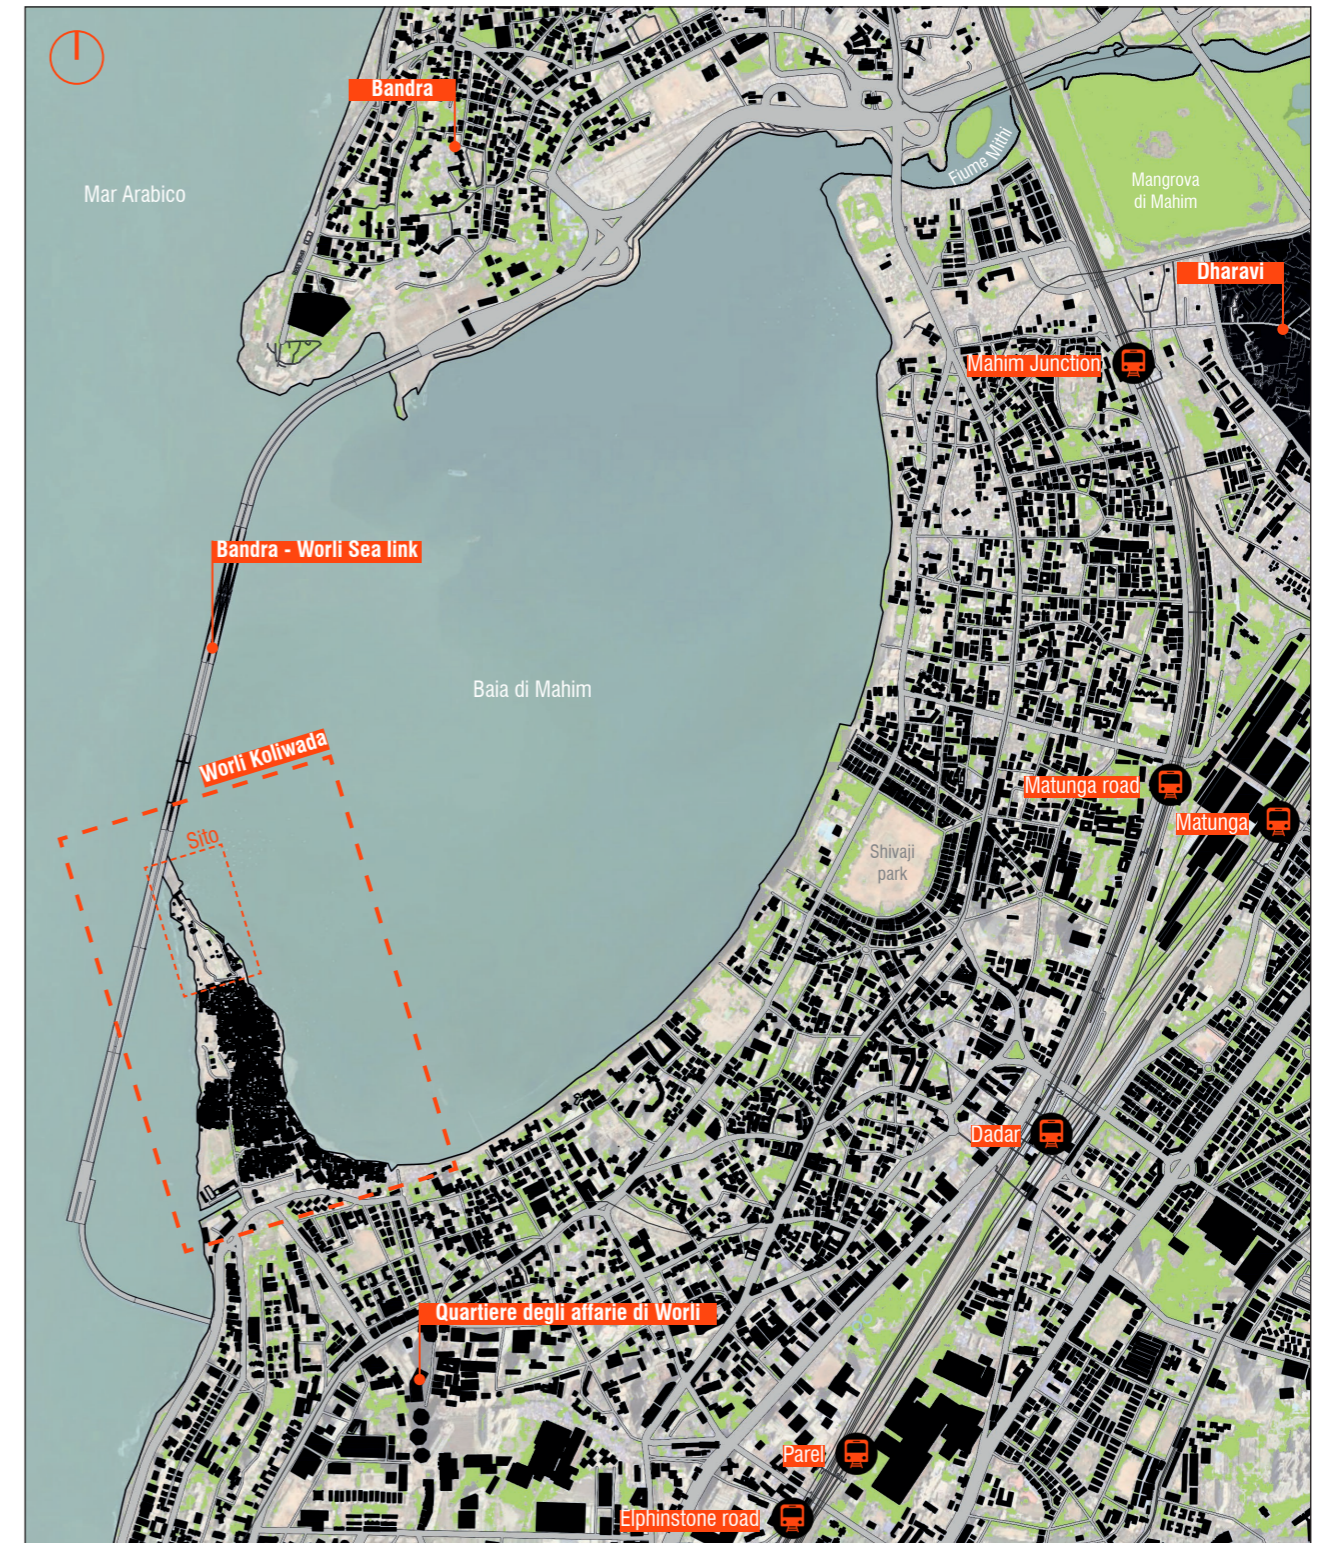 Bandra
Mar Arabico
Fiume Mithi
Mangrova
di Mahim
Dharavi
Mahim Junction
Bandra - Worli Sea link
Baia di Mahim
Worli Koliwada
Matunga road
Matunga
Sito
Shivaji
park
Dadar
Quartiere degli affarie di Worli
Parel
Elphinstone road